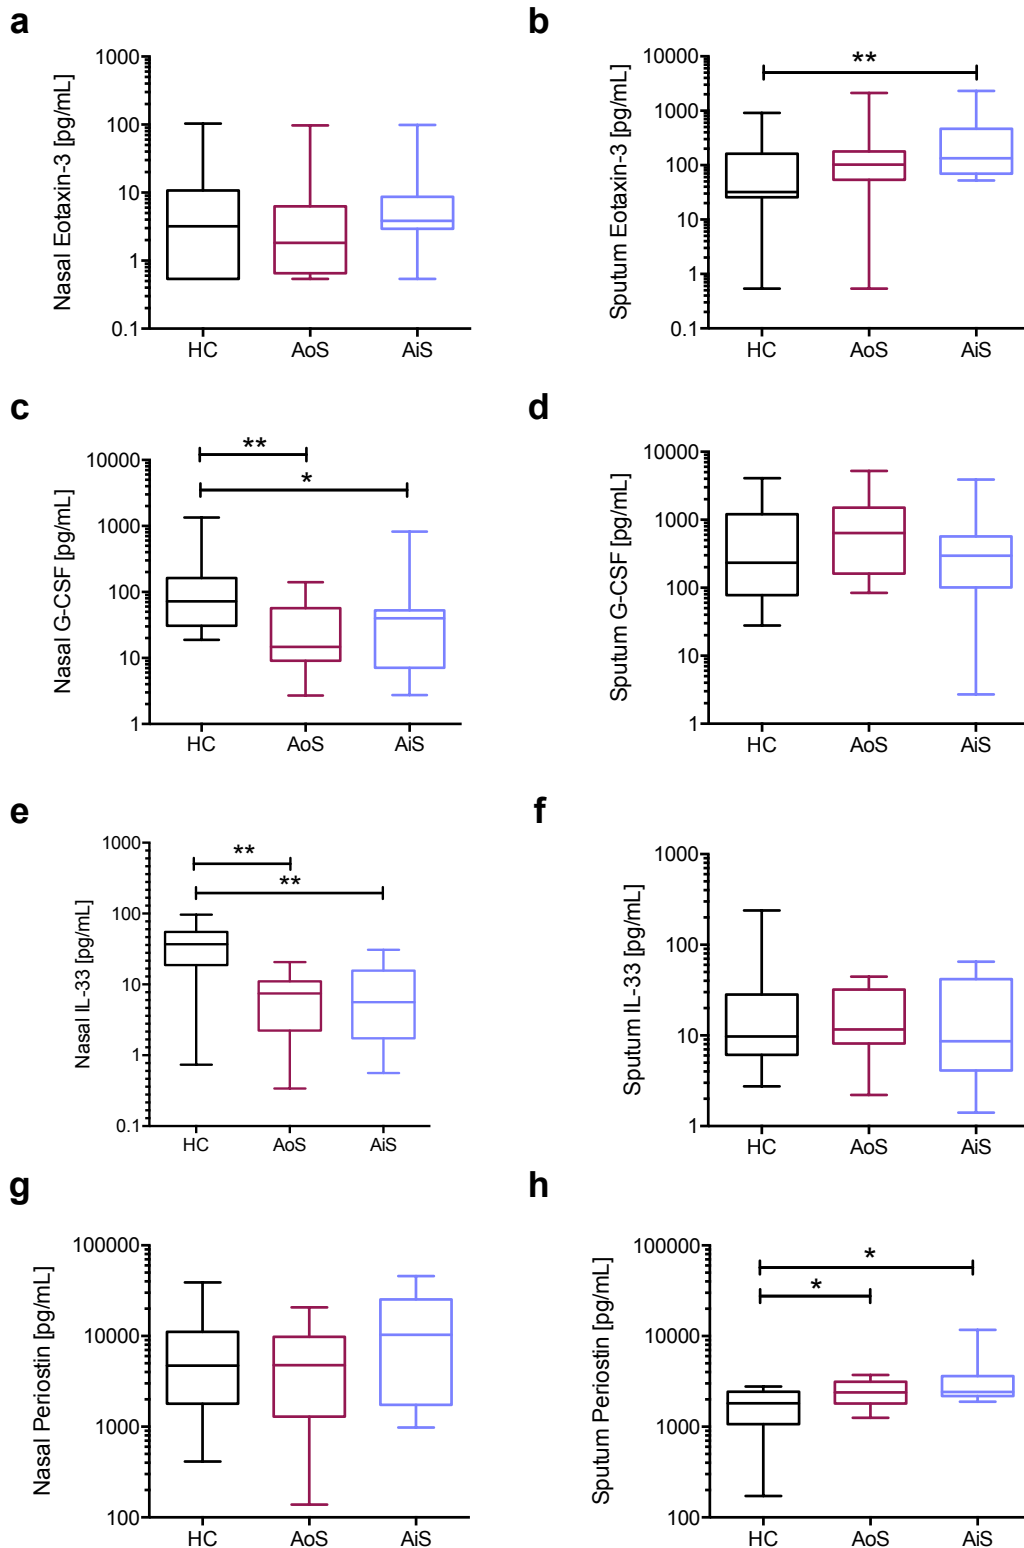 a
Nasal Eotaxin-3 [pg/mL]
1000
100
10
1
0.1
HC AoS AiS
b
Sputum Eotaxin-3 [pg/mL]
**
10000
1000
100
10
1
0.1
HC AoS AiS
c
Nasal G-CSF [pg/mL]
**
*
10000
1000
100
10
1
HC AoS AiS
d
Sputum G-CSF [pg/mL]
10000
1000
100
10
1
HC AoS AiS
e
Nasal IL-33 [pg/mL]
**
**
1000
100
10
1
0.1
HC AoS AiS
f
Sputum IL-33 [pg/mL]
1000
100
10
1
HC AoS AiS
g
Nasal Periostin [pg/mL]
100000
10000
1000
100
HC AoS AiS
h
Sputum Periostin [pg/mL]
*
*
100000
10000
1000
100
HC AoS AiS